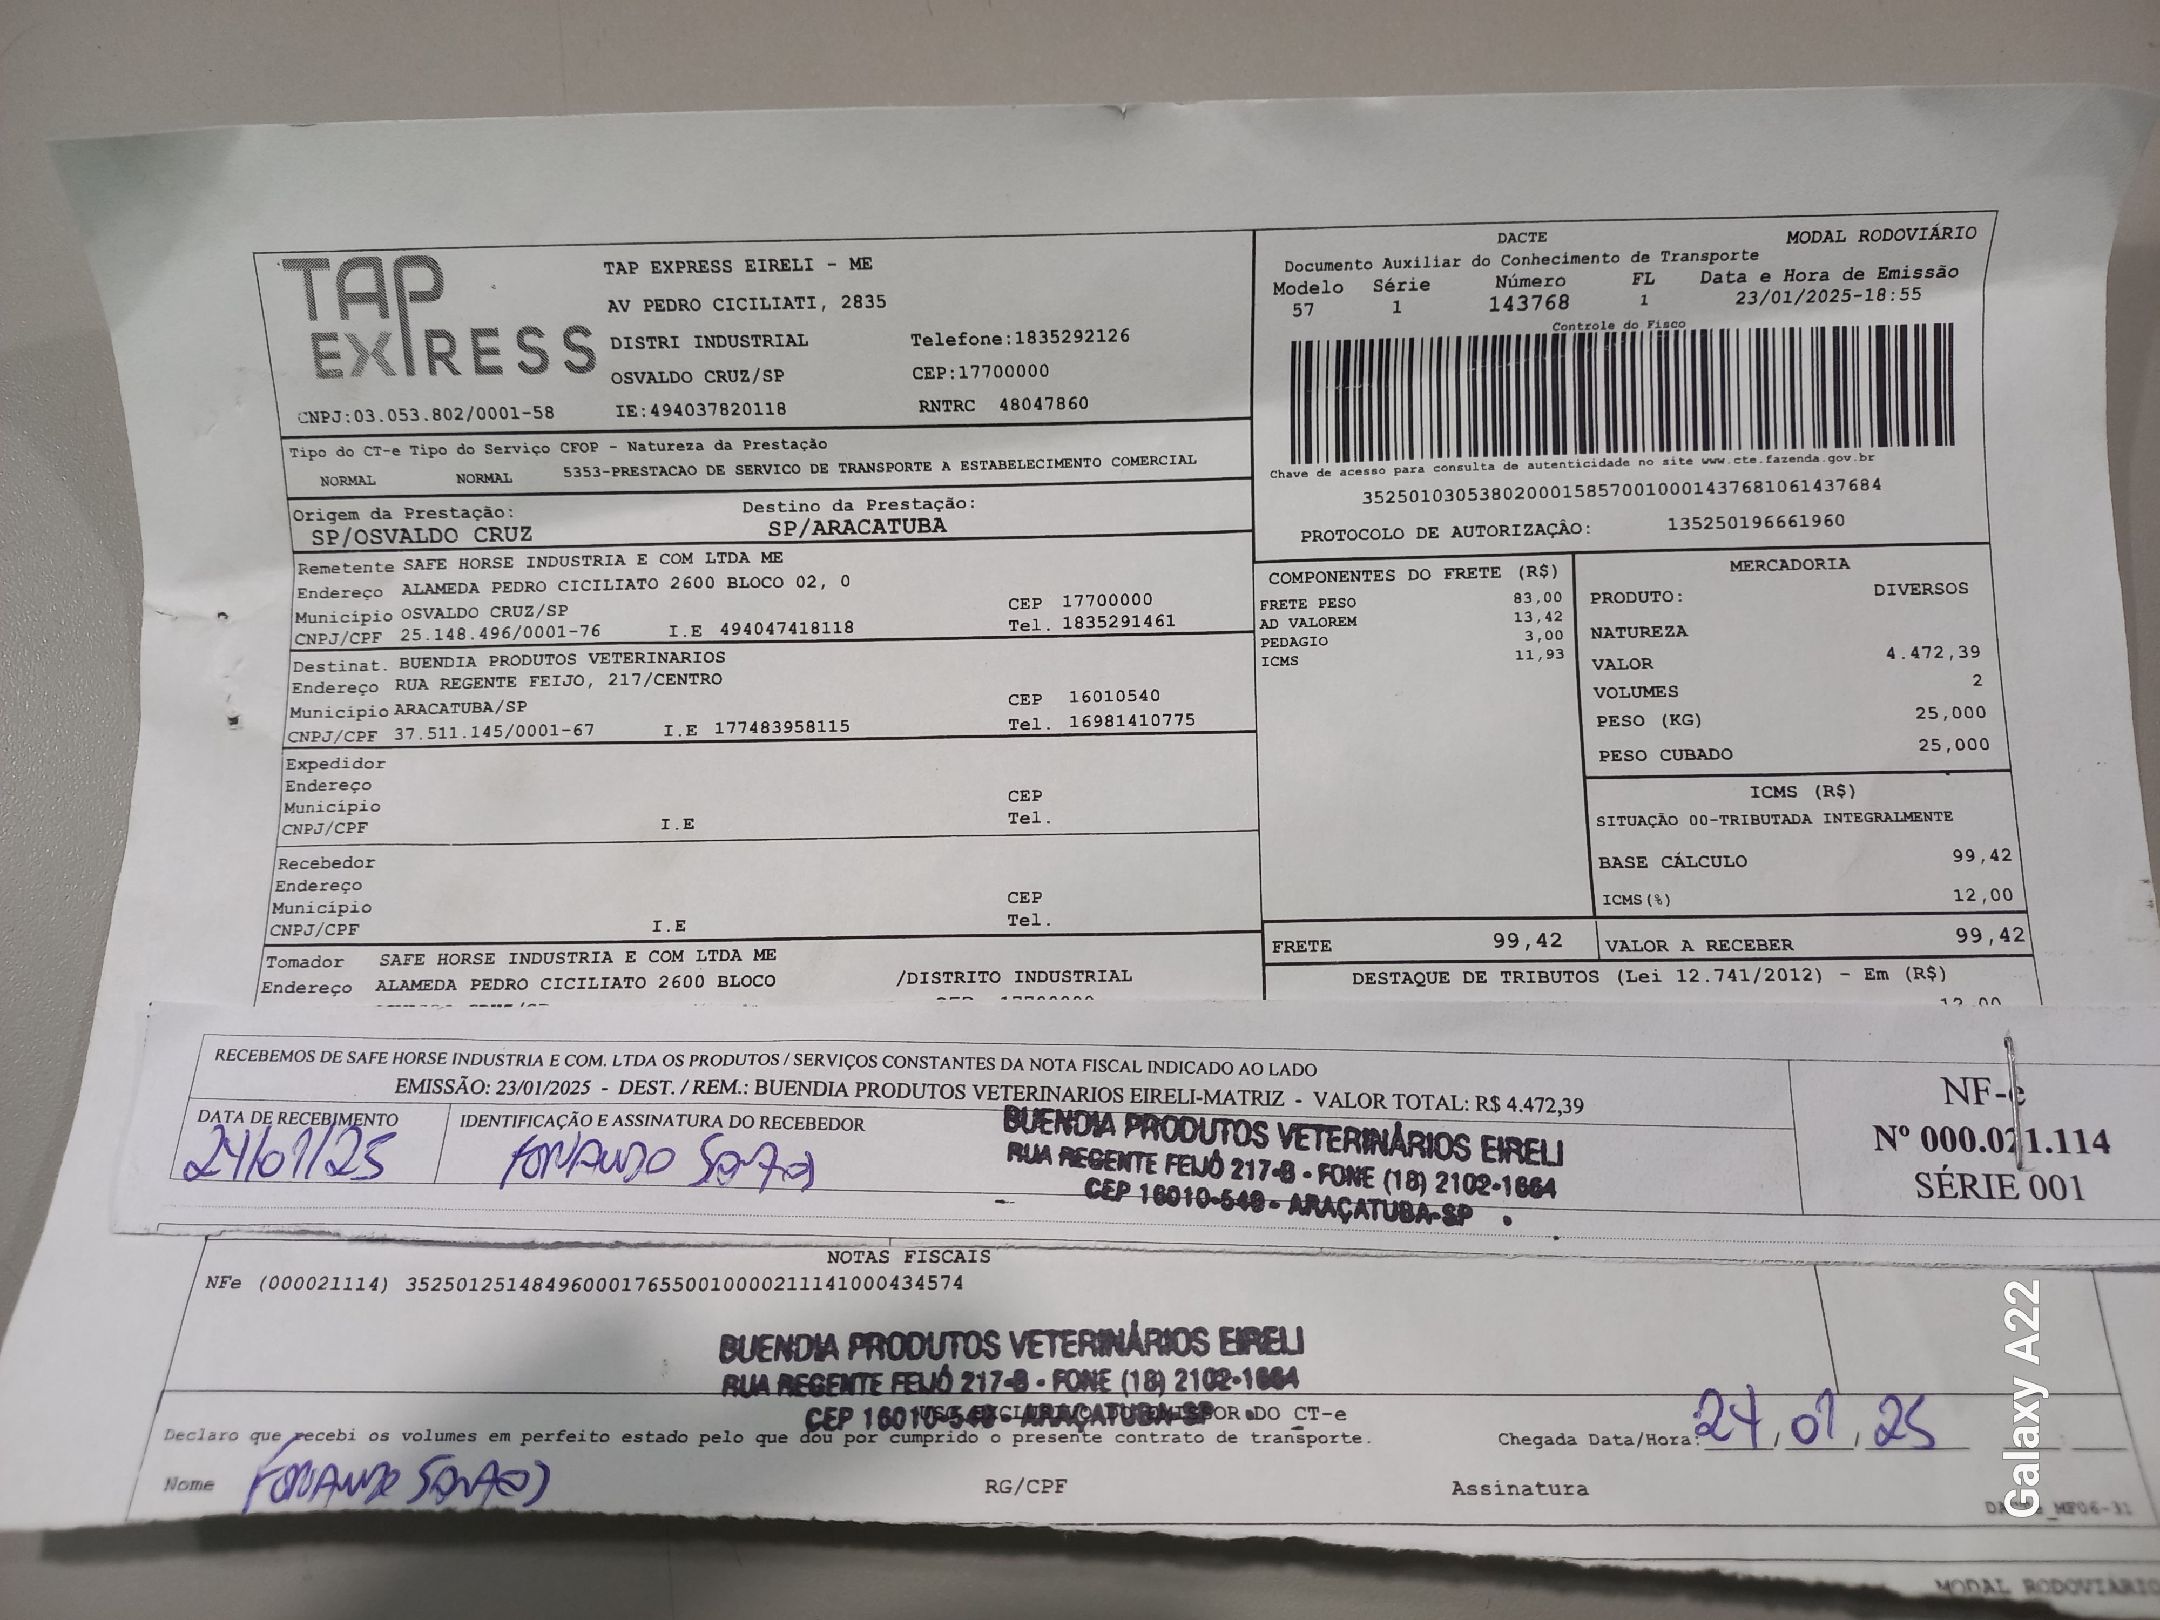 TAP EXPRESS
TAP EXPRESS EIRELI - ME
AV PEDRO CICILIATI, 2835
DISTRI INDUSTRIAL Telefone:1835292126
OSVALDO CRUZ/SP CEP:17700000
CNPJ:03.053.802/0001-58 IE:494037820118 RNTRC 48047860
DACTE MODAL RODOVIÁRIO
Documento Auxiliar do Conhecimento de Transporte
Modelo Série Número FL Data e Hora de Emissão
57 1 143768 1 23/01/2025-18:55
Controle do Fisco
Chave de acesso para consulta de autenticidade no site www.cte.fazenda.gov.br
35250103053802000158570010001437681061437684
PROTOCOLO DE AUTORIZAÇÃO: 135250196661960
Tipo do CT-e Tipo do Serviço CFOP - Natureza da Prestação
NORMAL NORMAL 5353-PRESTACAO DE SERVICO DE TRANSPORTE A ESTABELECIMENTO COMERCIAL
Origem da Prestação: Destino da Prestação:
SP/OSVALDO CRUZ SP/ARACATUBA
Remetente SAFE HORSE INDUSTRIA E COM LTDA ME
Endereço ALAMEDA PEDRO CICILIATO 2600 BLOCO 02, 0
Município OSVALDO CRUZ/SP CEP 17700000
CNPJ/CPF 25.148.496/0001-76 I.E 494047418118 Tel. 1835291461
Destinat. BUENDIA PRODUTOS VETERINARIOS
Endereço RUA REGENTE FEIJO, 217/CENTRO
Município ARACATUBA/SP CEP 16010540
CNPJ/CPF 37.511.145/0001-67 I.E 177483958115 Tel. 16981410775
Expedidor
Endereço
Município CEP
CNPJ/CPF I.E Tel.
Recebedor
Endereço
Município CEP
CNPJ/CPF I.E Tel.
Tomador SAFE HORSE INDUSTRIA E COM LTDA ME
Endereço ALAMEDA PEDRO CICILIATO 2600 BLOCO /DISTRITO INDUSTRIAL
COMPONENTES DO FRETE (R$)
FRETE PESO 83,00
AD VALOREM 13,42
PEDAGIO 3,00
ICMS 11,93
MERCADORIA
PRODUTO: DIVERSOS
NATUREZA
VALOR 4.472,39
VOLUMES 2
PESO (KG) 25,000
PESO CUBADO 25,000
ICMS (R$)
SITUAÇÃO 00-TRIBUTADA INTEGRALMENTE
BASE CÁLCULO 99,42
ICMS(%) 12,00
FRETE 99,42 VALOR A RECEBER 99,42
DESTAQUE DE TRIBUTOS (Lei 12.741/2012) - Em (R$)
12,00
RECEBEMOS DE SAFE HORSE INDUSTRIA E COM. LTDA OS PRODUTOS / SERVIÇOS CONSTANTES DA NOTA FISCAL INDICADO AO LADO
EMISSÃO: 23/01/2025 - DEST. / REM.: BUENDIA PRODUTOS VETERINARIOS EIRELI-MATRIZ - VALOR TOTAL: R$ 4.472,39
DATA DE RECEBIMENTO IDENTIFICAÇÃO E ASSINATURA DO RECEBEDOR
24/01/25
BUENDIA PRODUTOS VETERINÁRIOS EIRELI
RUA REGENTE FEIJÓ 217-B - FONE (18) 2102-1664
CEP 16010-540 - ARAÇATUBA-SP
NF-e
Nº 000.021.114
SÉRIE 001
NOTAS FISCAIS
NFe (000021114) 35250125148496000176550010000211141000434574
BUENDIA PRODUTOS VETERINÁRIOS EIRELI
RUA REGENTE FEIJÓ 217-B - FONE (18) 2102-1664
CEP 16010-540 - ARAÇATUBA-SP
DO CT-e
Declaro que recebi os volumes em perfeito estado pelo que dou por cumprido o presente contrato de transporte. Chegada Data/Hora: 24/01/25
Nome RG/CPF Assinatura
MODAL RODOVIARIO
Galaxy A22